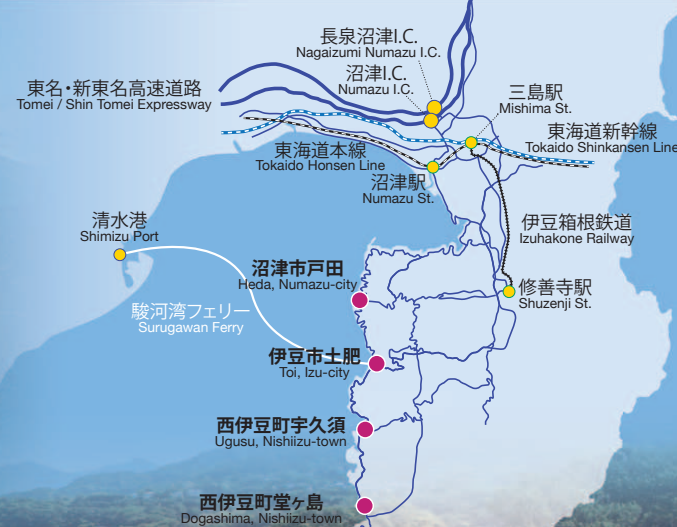 長泉沼津I.C.
Nagaizumi Numazu I.C.
沼津I.C.
Numazu I.C.
東名・新東名高速道路
Tomei / Shin Tomei Expressway
三島駅
Mishima St.
東海道新幹線
Tokaido Shinkansen Line
東海道本線
Tokaido Honsen Line
沼津駅
Numazu St.
清水港
Shimizu Port
伊豆箱根鉄道
Izuhakone Railway
沼津市戸田
Heda, Numazu-city
修善寺駅
Shuzenji St.
駿河湾フェリー
Surugawan Ferry
伊豆市土肥
Toi, Izu-city
西伊豆町宇久須
Ugusu, Nishiizu-town
西伊豆町堂ヶ島
Dogashima, Nishiizu-town